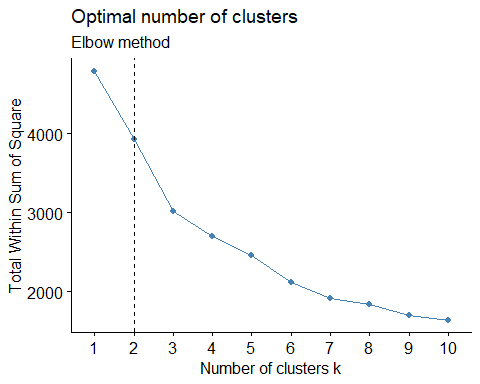 Optimal number of clusters
Elbow method
Total Within Sum of Square
4000
3000
2000
1 2 3 4 5 6 7 8 9 10
Number of clusters k